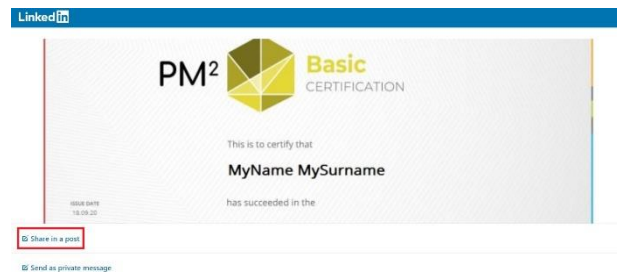 Linked in
PM² Basic
CERTIFICATION
This is to certify that
MyName MySurname
ISSUE DATE
has succeeded in the
18.09.20
Share in a post
Send as private message